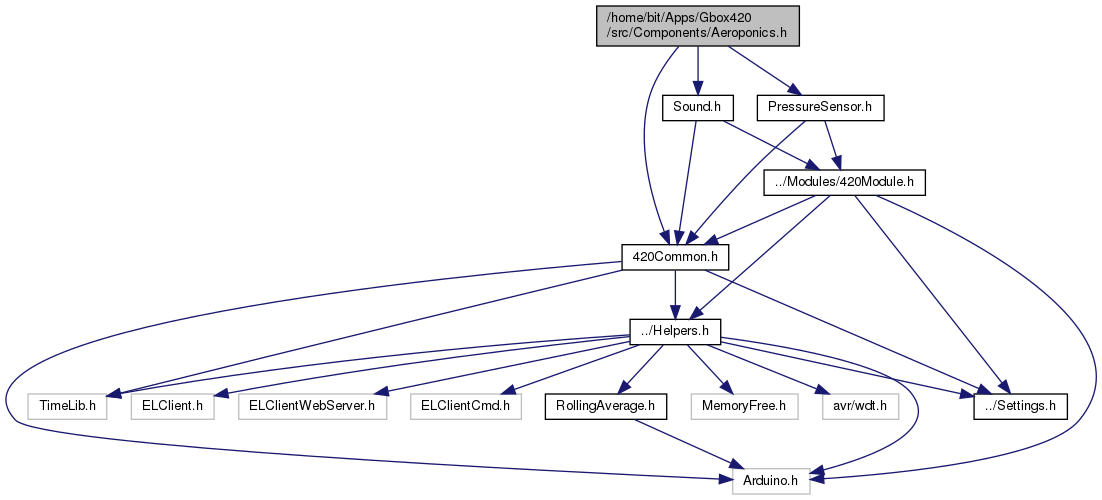 /home/bit/Apps/Gbox420
/src/Components/Aeroponics.h
Sound.h
PressureSensor.h
../Modules/420Module.h
420Common.h
../Helpers.h
TimeLib.h
ELClient.h
ELClientWebServer.h
ELClientCmd.h
RollingAverage.h
MemoryFree.h
avr/wdt.h
../Settings.h
Arduino.h